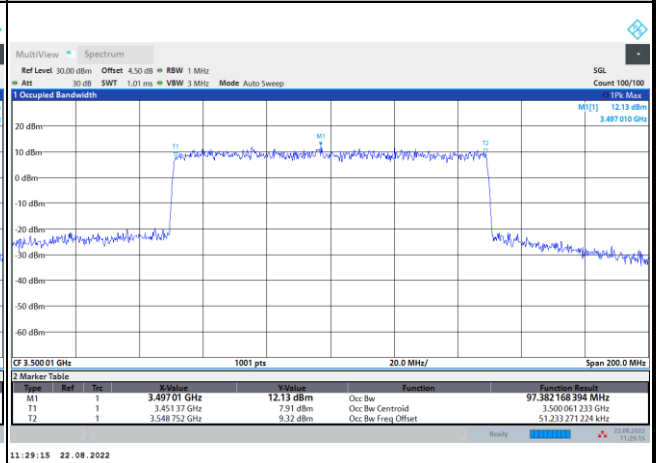 MultiView Spectrum
Ref Level 30.00 dBm Offset 4.50 dB RBW 1 MHz SGL
Att 30 dB SWT 1.01 ms VBW 3 MHz Mode Auto Sweep Count 100/100
1 Occupied Bandwidth 1Pk Max
M1[1] 12.13 dBm
3.497 010 GHz
20 dBm
M1
T1
T2
10 dBm
0 dBm
-10 dBm
-20 dBm
-30 dBm
-40 dBm
-50 dBm
-60 dBm
CF 3.500 01 GHz 1001 pts 20.0 MHz/ Span 200.0 MHz
2 Marker Table
Type Ref Trc X-Value Y-Value Function Function Result
M1 1 3.497 01 GHz 12.13 dBm Occ Bw 97.382 168 394 MHz
T1 1 3.451 37 GHz 7.91 dBm Occ Bw Centroid 3.500 061 233 GHz
T2 1 3.548 752 GHz 9.32 dBm Occ Bw Freq Offset 51.233 271 224 kHz
Ready 22.08.2022
11:29:15
11:29:15 22.08.2022